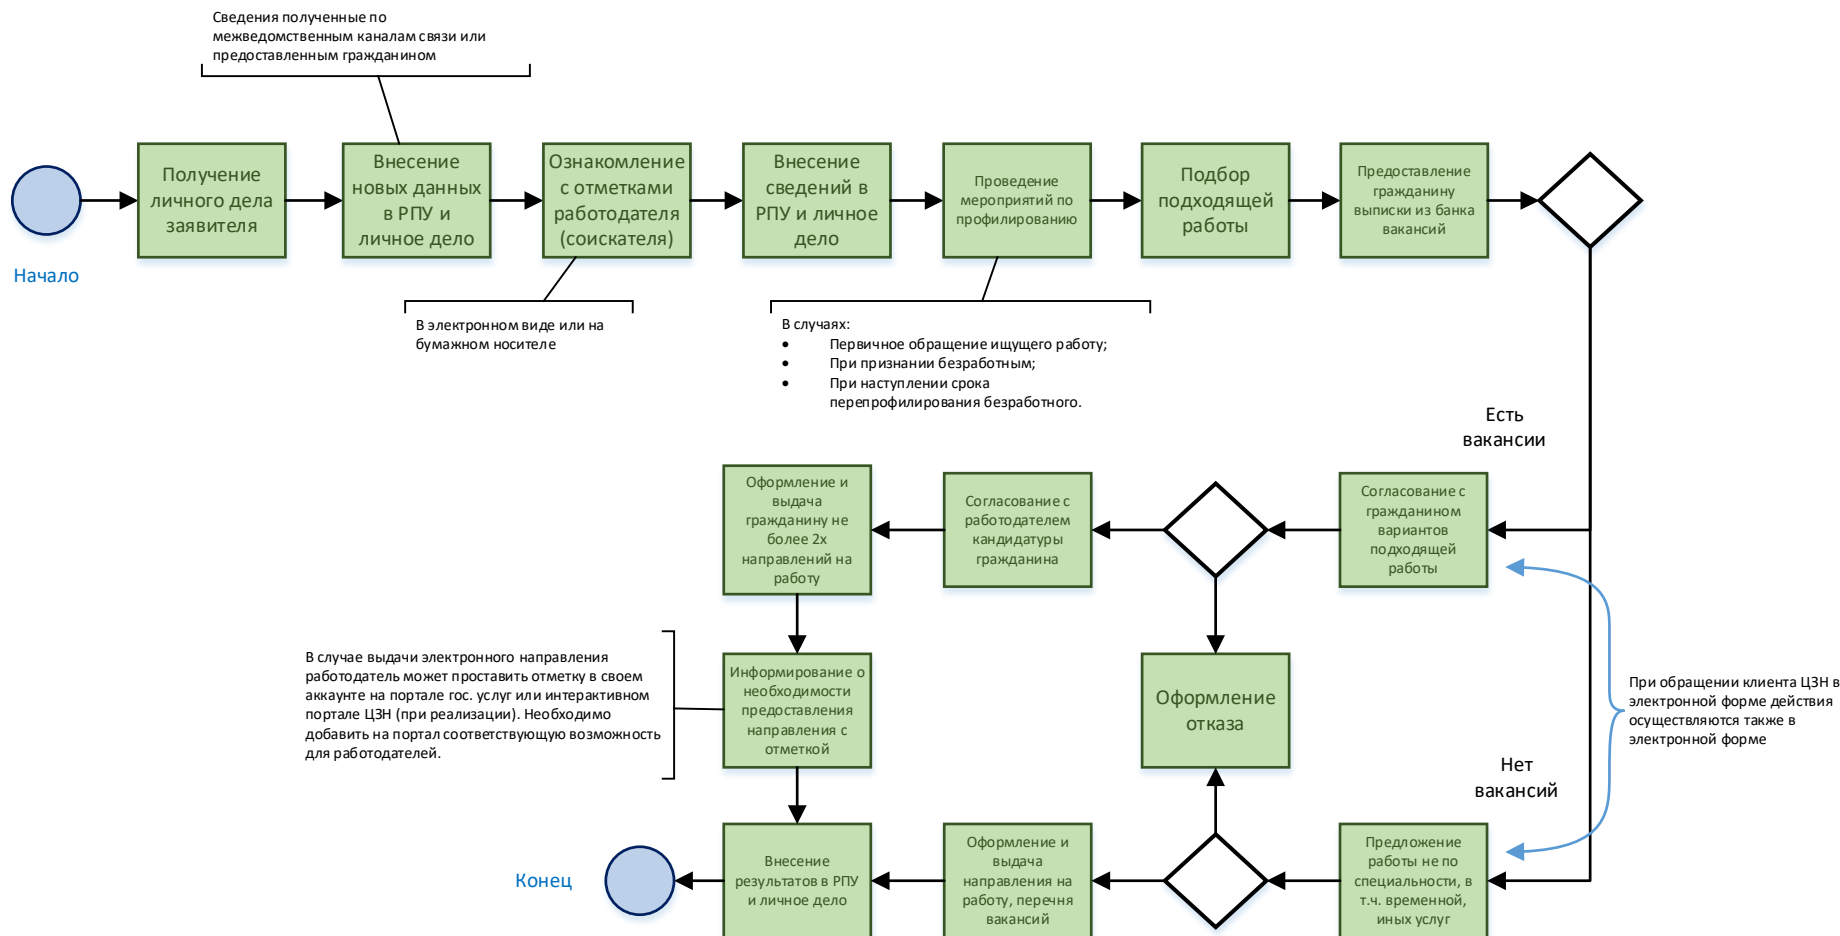 Сведения полученные по
межведомственным каналам связи или
предоставленным гражданином
Начало
Получение
личного дела
заявителя
Внесение
новых данных
в РПУ и
личное дело
Ознакомление
с отметками
работодателя
(соискателя)
Внесение
сведений в
РПУ и личное
дело
Проведение
мероприятий по
профилированию
Подбор
подходящей
работы
Предоставление
гражданину
выписки из банка
вакансий
В электронном виде или на
бумажном носителе
В случаях:
• Первичное обращение ищущего работу;
• При признании безработным;
• При наступлении срока
перепрофилирования безработного.
Есть
вакансии
Оформление и
выдача
гражданину не
более 2х
направлений на
работу
Согласование с
работодателем
кандидатуры
гражданина
Согласование с
гражданином
вариантов
подходящей
работы
В случае выдачи электронного направления
работодатель может проставить отметку в своем
аккаунте на портале гос. услуг или интерактивном
портале ЦЗН (при реализации). Необходимо
добавить на портал соответствующую возможность
для работодателей.
Информирование о
необходимости
предоставления
направления с
отметкой
Оформление
отказа
При обращении клиента ЦЗН в
электронной форме действия
осуществляются также в
электронной форме
Нет
вакансий
Конец
Внесение
результатов в РПУ
и личное дело
Оформление и
выдача
направления на
работу, перечня
вакансий
Предложение
работы не по
специальности, в
т.ч. временной,
иных услуг